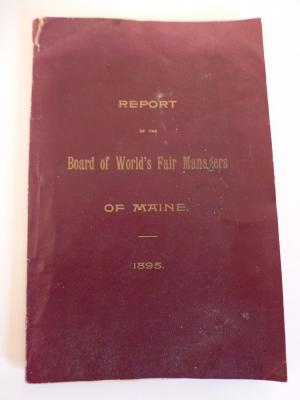 REPORT
OF THE
Board of World's Fair Managers
OF MAINE.
1895.